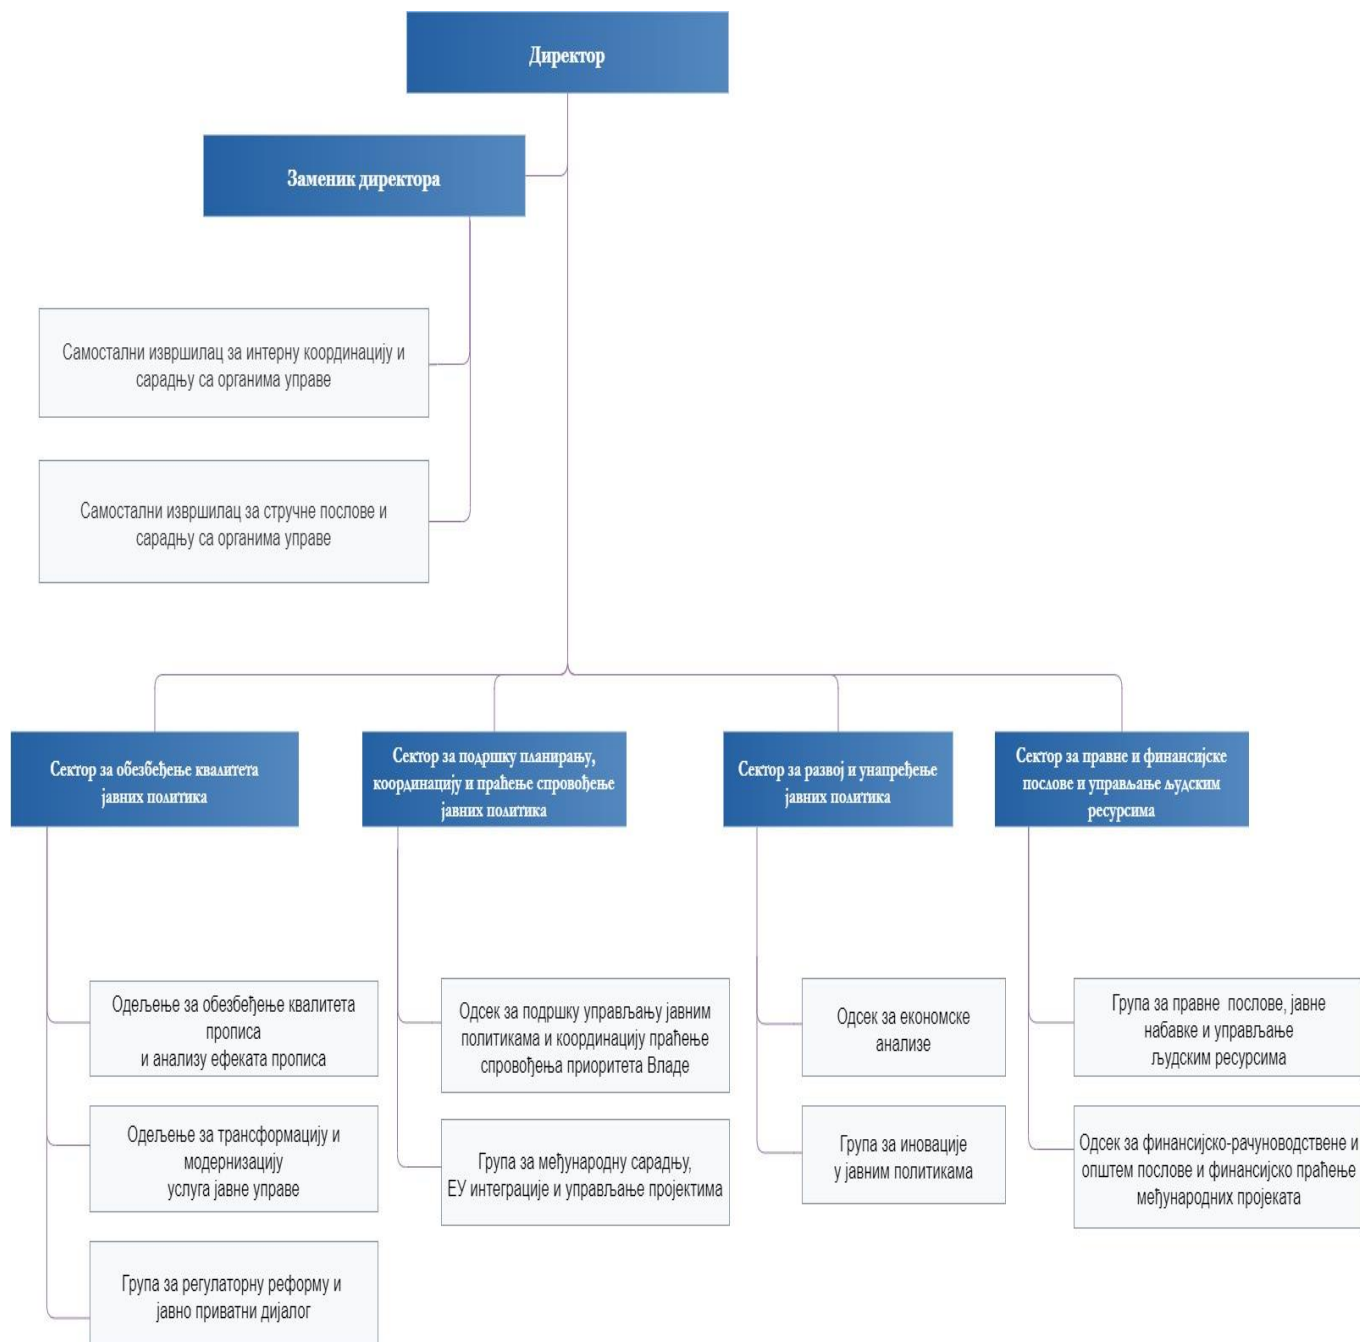 Директор
Заменик директора
Самостални извршилац за интерну координацију и
сарадњу са органима управе
Самостални извршилац за стручне послове и
сарадњу са органима управе
Сектор за обезбеђење квалитета
јавних политика
Сектор за подршку планирању,
координацију и праћење спровођење
јавних политика
Сектор за развој и унапређење
јавних политика
Сектор за правне и финансијске
послове и управљање људским
ресурсима
Одељење за обезбеђење квалитета
прописа
и анализу ефеката прописа
Одељење за трансформацију и
модернизацију
услуга јавне управе
Група за регулаторну реформу и
јавно приватни дијалог
Одсек за подршку управљању јавним
политикама и координацију праћење
спровођења приоритета Владе
Група за међународну сарадњу,
ЕУ интеграције и управљање пројектима
Одсек за економске
анализе
Група за иновације
у јавним политикама
Група за правне послове, јавне
набавке и управљање
људским ресурсима
Одсек за финансијско-рачуноводствене и
општем послове и финансијско праћење
међународних пројеката